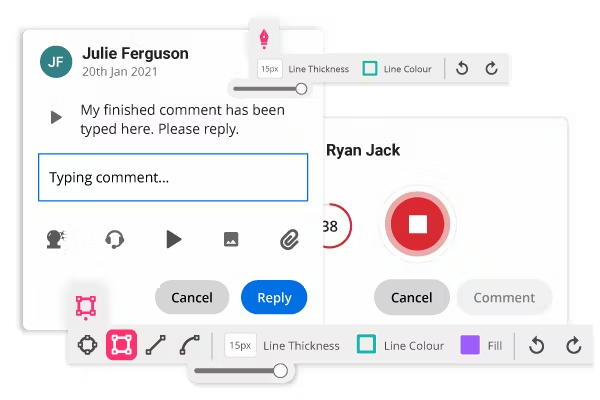 Julie Ferguson
JF
20th Jan 2021
15px Line Thickness Line Colour
My finished comment has been
typed here. Please reply.
Typing comment...
Ryan Jack
38
Cancel Reply
Cancel Comment
15px Line Thickness Line Colour Fill